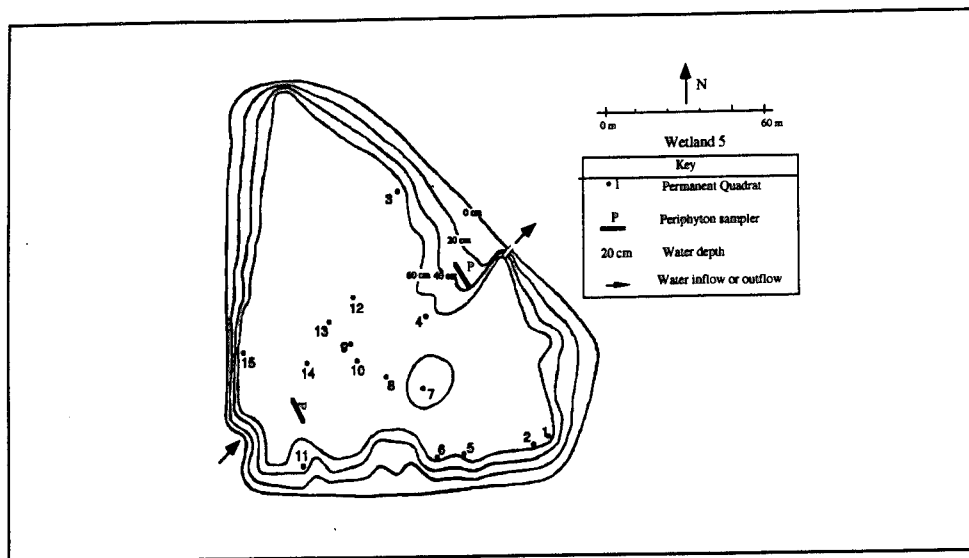 N
0 m 60 m
Wetland 5
Key
• 1 Permanent Quadrat
P Periphyton sampler
20 cm Water depth
Water inflow or outflow
3
0 cm
20 cm
P
60 cm 40 cm
12
4
13
9
15
14
10
8
7
P
1
2
6
5
11